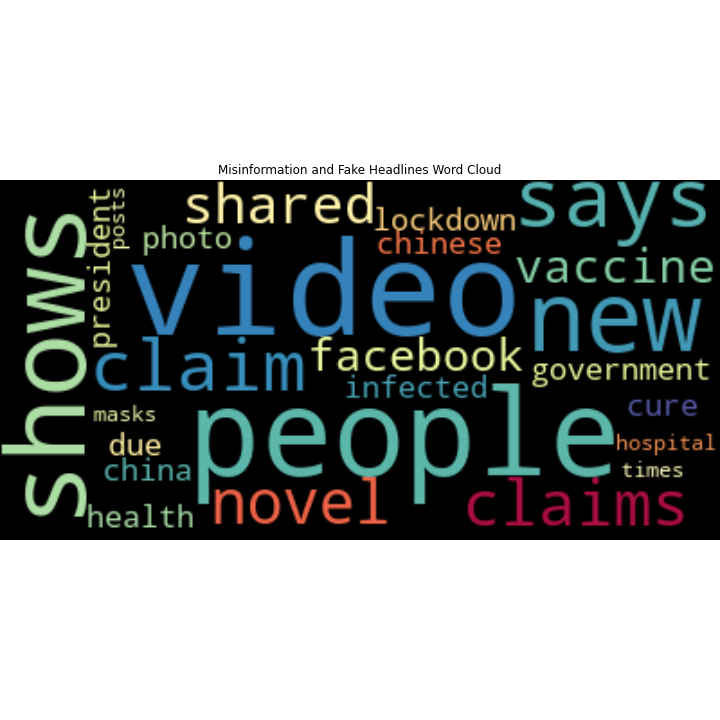 Misinformation and Fake Headlines Word Cloud
shows
president
posts
shared
says
lockdown
photo
chinese
video
vaccine
new
claim
facebook
government
infected
masks
people
cure
due
hospital
china
times
novel
claims
health